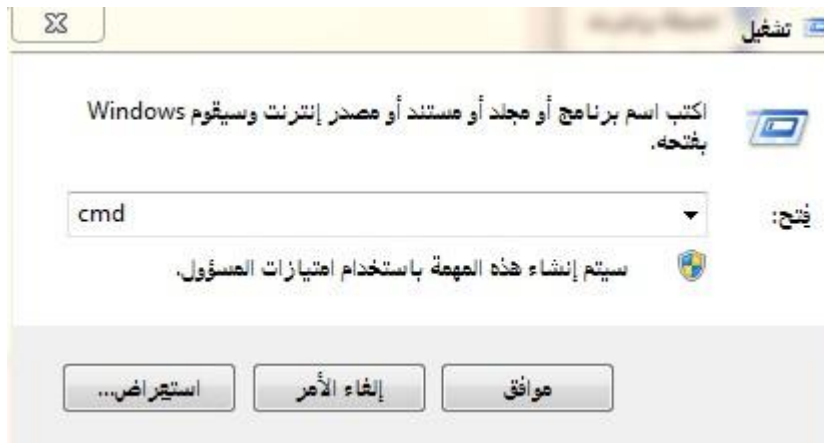 تشغيل
اكتب اسم برنامج أو مجلد أو مستند أو مصدر إنترنت وسيقوم Windows
بفتحه.
فتح:
cmd
سيتم إنشاء هذه المهمة باستخدام امتيازات المسؤول.
موافق
إلغاء الأمر
استعراض...